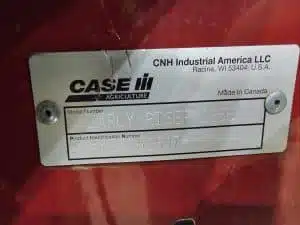 CNH Industrial America LLC
Racine, WI 53404 U.S.A.
CASE IH
AGRICULTURE
Made in Canada
Model Number
Product Identification Number